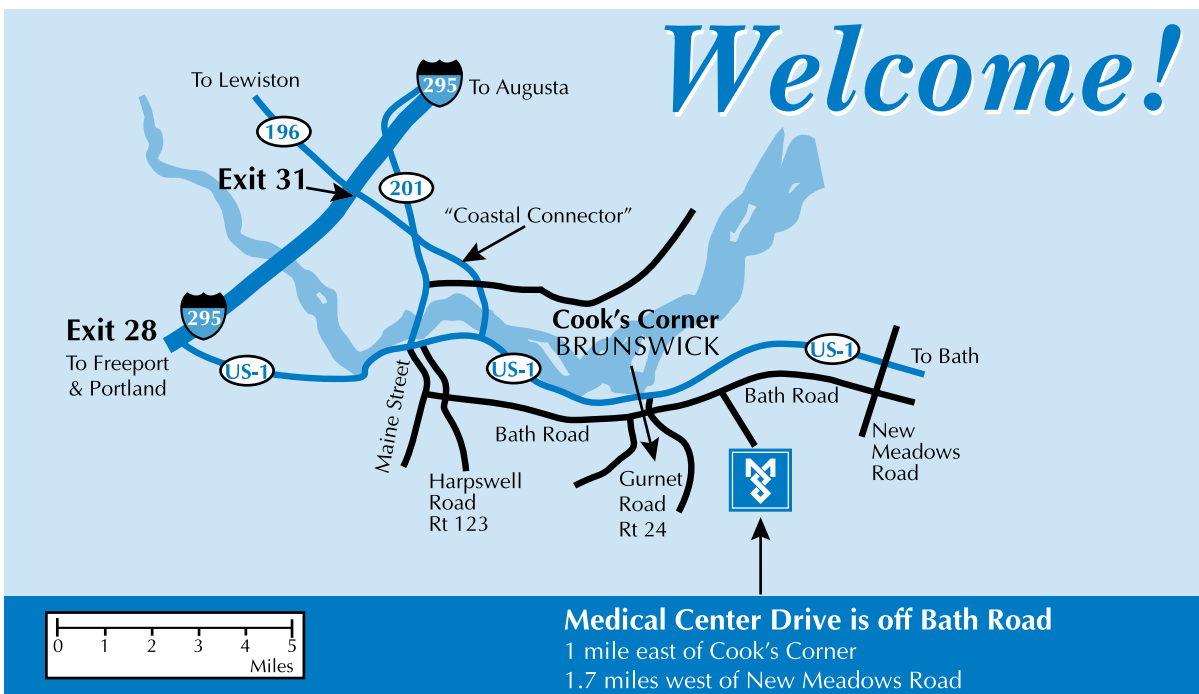 Welcome!
To Lewiston
295
To Augusta
196
Exit 31
201
“Coastal Connector”
295
Exit 28
To Freeport
& Portland
US-1
Cook’s Corner
BRUNSWICK
US-1
US-1
To Bath
Maine Street
Bath Road
Bath Road
New
Meadows
Road
Harpswell
Road
Rt 123
Gurnet
Road
Rt 24
0 1 2 3 4 5
Miles
Medical Center Drive is off Bath Road
1 mile east of Cook’s Corner
1.7 miles west of New Meadows Road